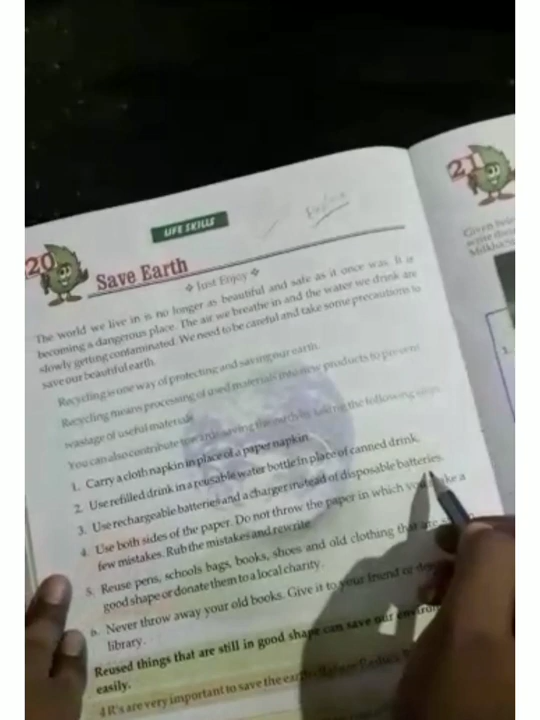 LIFE SKILLS
20
Save Earth
Just Enjoy
The world we live in is no longer as beautiful and safe as it once was. It is
becoming a dangerous place. The air we breathe in and the water we drink are
slowly getting contaminated. We need to be careful and take some precautions to
save our beautiful earth.
Recycling is one way of protecting and saving our earth.
Recycling means processing of used materials into new products to prevent
wastage of useful materials.
You can also contribute towards saving the earth by taking the following steps
1. Carry a cloth napkin in place of a paper napkin
2. Use refilled drink in a reusable water bottle in place of canned drink.
3. Use rechargeable batteries and a charger instead of disposable batteries.
4. Use both sides of the paper. Do not throw the paper in which you make a
few mistakes. Rub the mistakes and rewrite.
5. Reuse pens, schools bags, books, shoes and old clothing that are
good shape or donate them to a local charity.
6. Never throw away your old books. Give it to your friend or
library.
Reused things that are still in good shape can save our
easily.
4 R's are very important to save the earth
21
Given
write
1.